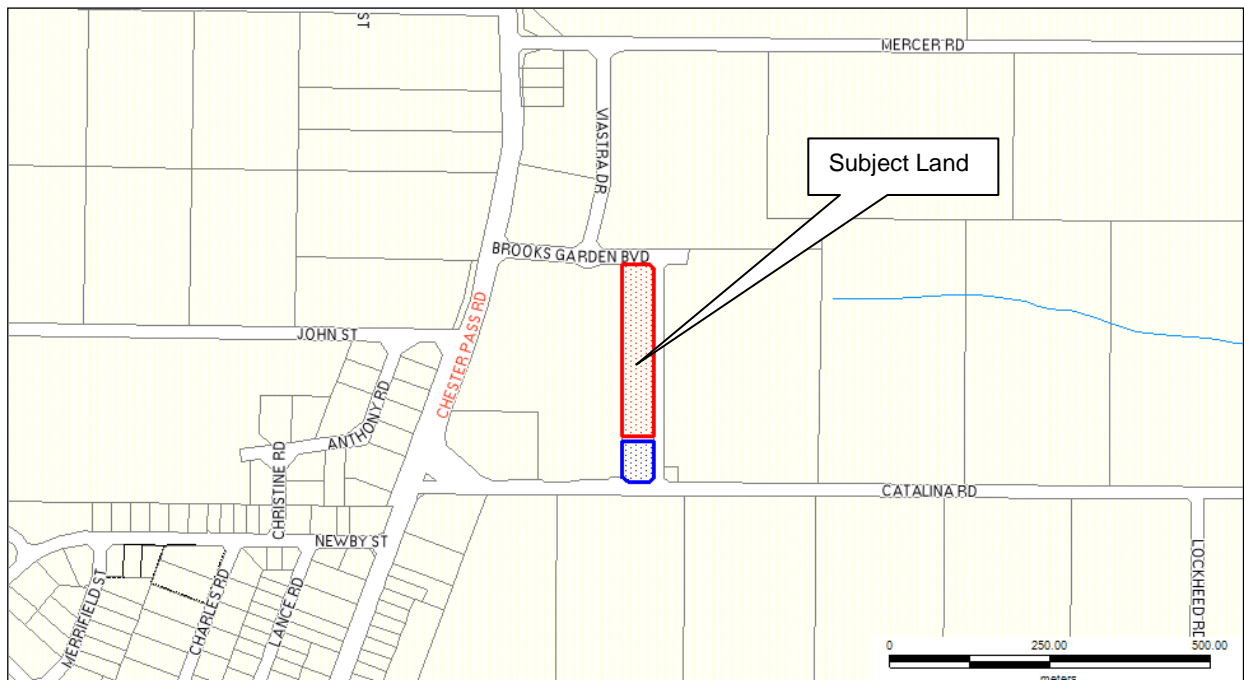 ST
MERCER RD
VIASTRA DR
Subject Land
BROOKS GARDEN BVD
CHESTER PASS RD
JOHN ST
ANTHONY RD
CHRISTINE RD
CATALINA RD
NEWBY ST
LOCKHEED RD
MERRIFIELD ST
CHARLES RD
LANCE RD
0 250.00 500.00
meters